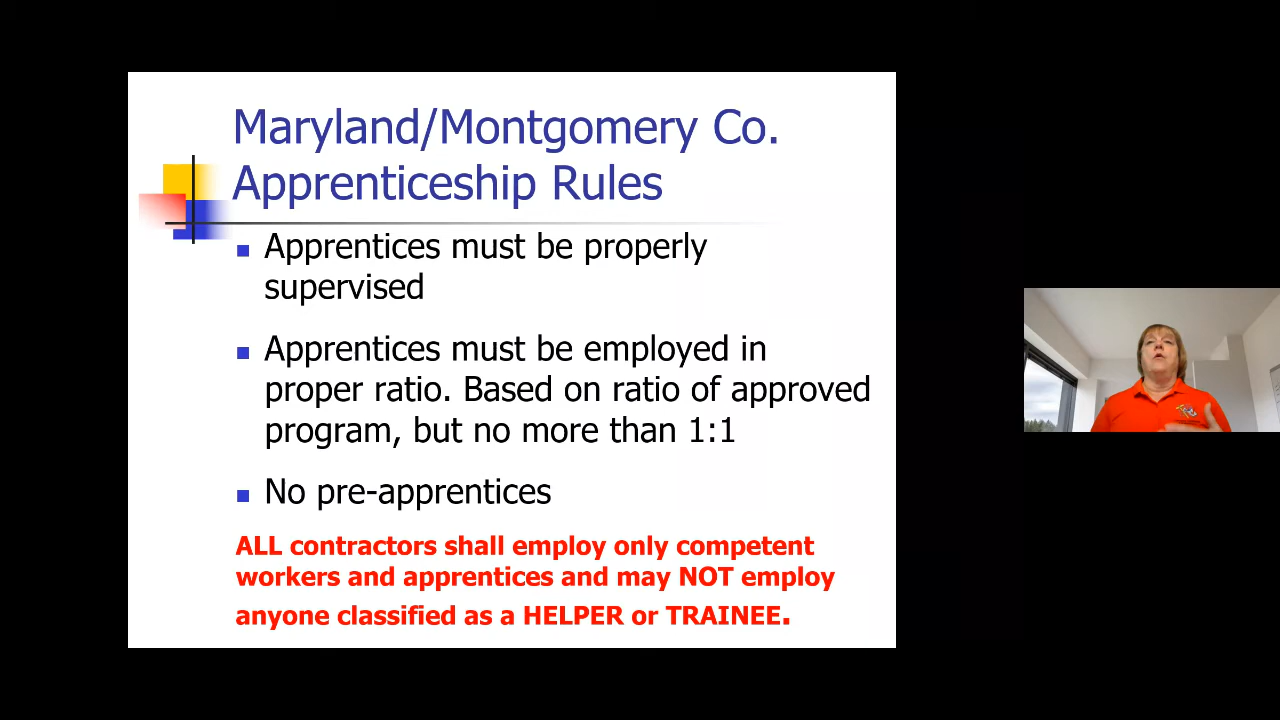 Maryland/Montgomery Co.
Apprenticeship Rules
Apprentices must be properly
supervised
Apprentices must be employed in
proper ratio. Based on ratio of approved
program, but no more than 1:1
No pre-apprentices
ALL contractors shall employ only competent
workers and apprentices and may NOT employ
anyone classified as a HELPER or TRAINEE.